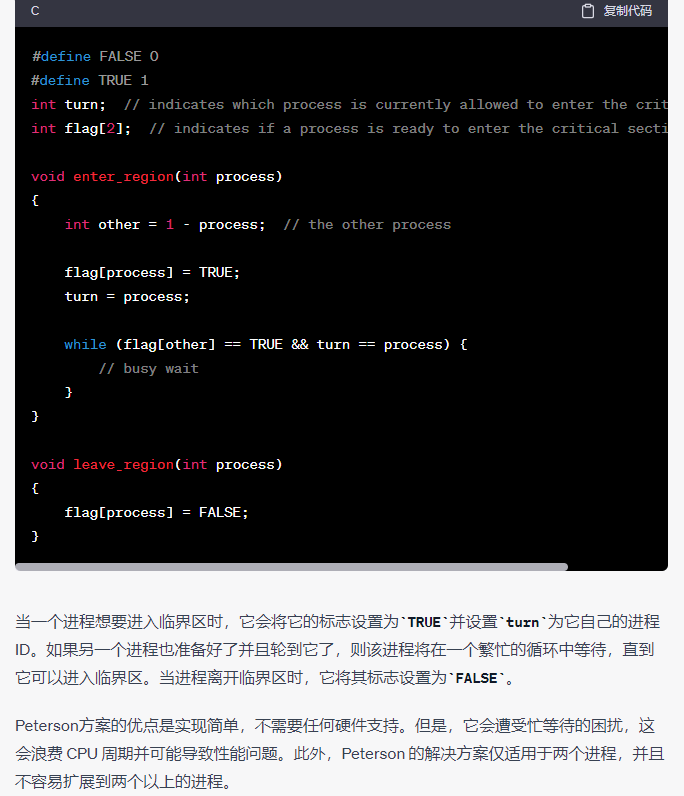 C 复制代码
#define FALSE 0
#define TRUE 1
int turn;  // indicates which process is currently allowed to enter the crit
int flag[2];  // indicates if a process is ready to enter the critical secti
void enter_region(int process)
{
    int other = 1 - process;  // the other process
    flag[process] = TRUE;
    turn = process;
    while (flag[other] == TRUE && turn == process) {
        // busy wait
    }
}
void leave_region(int process)
{
    flag[process] = FALSE;
}
当一个进程想要进入临界区时，它会将它的标志设置为`TRUE`并设置`turn`为它自己的进程
ID。如果另一个进程也准备好了并且轮到它了，则该进程将在一个繁忙的循环中等待，直到
它可以进入临界区。当进程离开临界区时，它将其标志设置为`FALSE`。
Peterson方案的优点是实现简单，不需要任何硬件支持。但是，它会遭受忙等待的困扰，这
会浪费 CPU 周期并可能导致性能问题。此外，Peterson 的解决方案仅适用于两个进程，并且
不容易扩展到两个以上的进程。